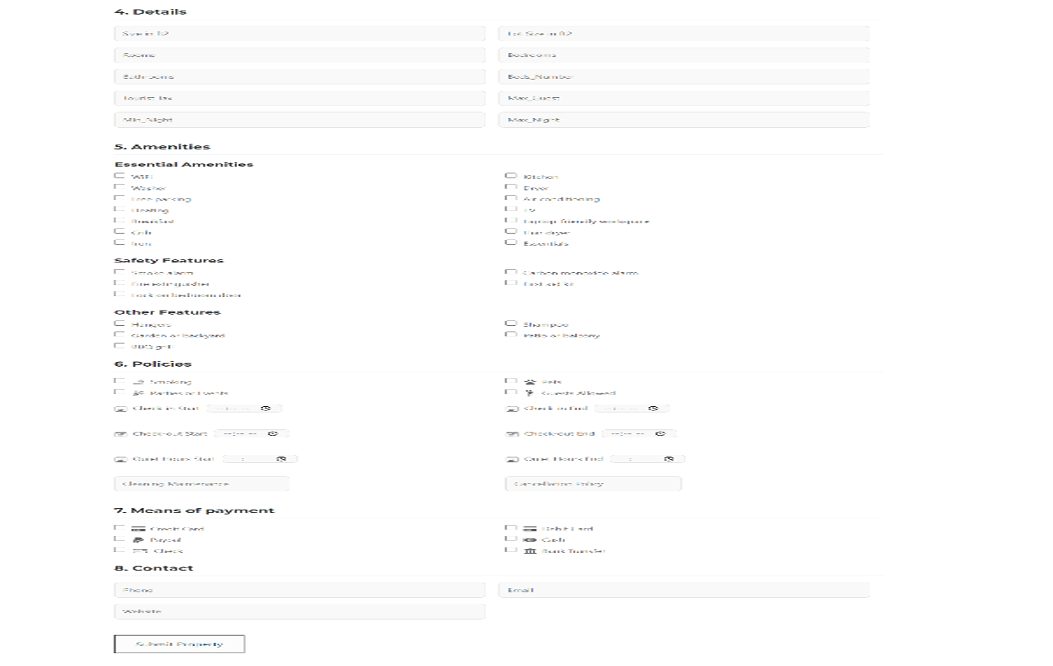 4. Details
Size in ft2 Lot Size in ft2
Rooms Bedrooms
Bathrooms Beds_Number
Tourist Tax Max_Guest
Min_Night Max_Night
5. Amenities
Essential Amenities
WiFi Kitchen
Washer Dryer
Free parking Air conditioning
Heating TV
Breakfast Laptop-friendly workspace
Crib Hair dryer
Iron Essentials
Safety Features
Smoke alarm Carbon monoxide alarm
Fire extinguisher First aid kit
Lock on bedroom door
Other Features
Hangers Shampoo
Garden or backyard Patio or balcony
BBQ grill
6. Policies
Smoking Pets
Parties or Events Guests Allowed
Check-in Start Check-in End
Check-out Start Check-out End
Quiet Hours Start Quiet Hours End
Cleaning Maintenance Cancellation Policy
7. Means of payment
Credit Card Debit Card
Paypal Cash
Check Bank Transfer
8. Contact
Phone Email
Website
Submit Property